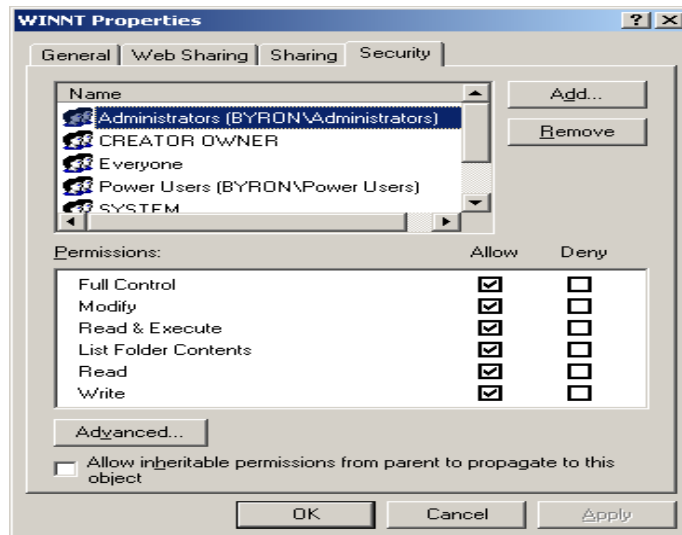 WINNT Properties
General Web Sharing Sharing Security
Name
Administrators (BYRON\Administrators)
CREATOR OWNER
Everyone
Power Users (BYRON\Power Users)
SYSTEM
Add...
Remove
Permissions: Allow Deny
Full Control
Modify
Read & Execute
List Folder Contents
Read
Write
Advanced...
Allow inheritable permissions from parent to propagate to this
object
OK Cancel Apply